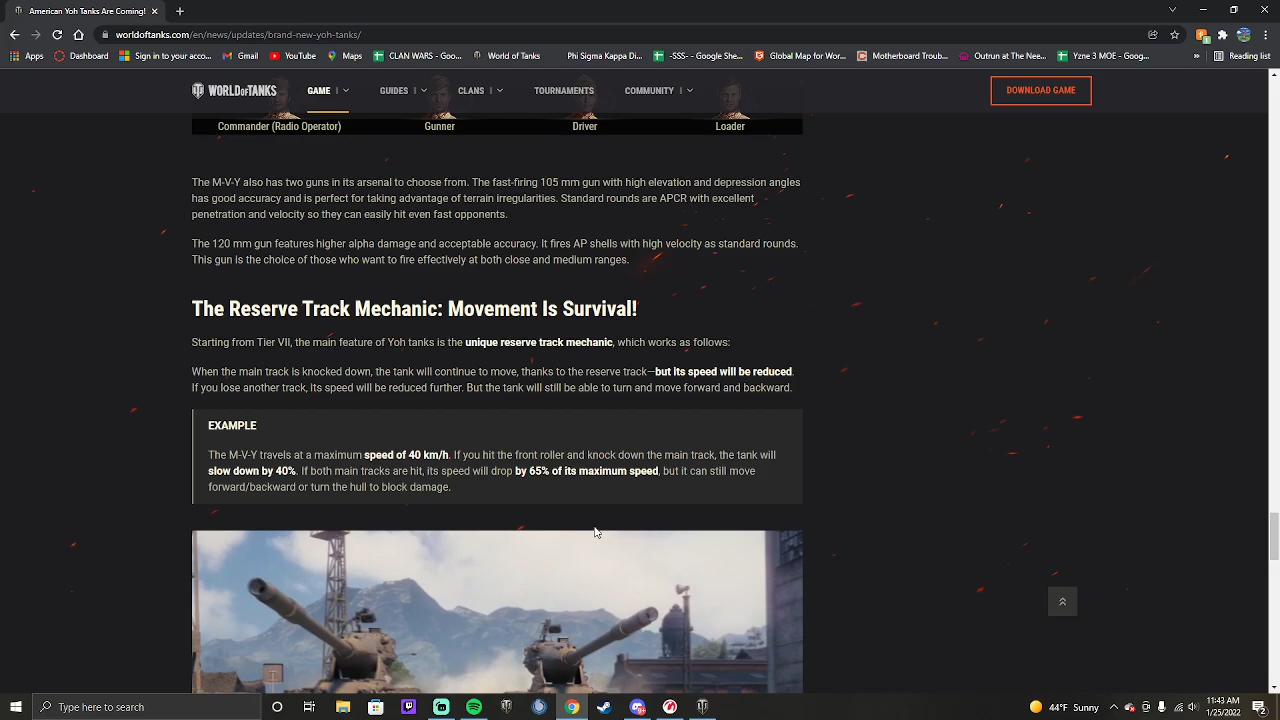 American Firepower!
worldoftanks.com/en/news/updates/brand-new-yoh-tanks/
Apps
Dashboard
Sign in to your acco...
Gmail
YouTube
Maps
CLAN WARS - Goo...
World of Tanks
Phi Sigma Kappa Di...
-SSS-- - Google She...
Global Map for Wor...
Motherboard Troub...
Outrun at The Nee...
Yzne 3 MOE - Goog...
»
Reading list
WORLD OF TANKS
GAME
GUIDES
CLANS
TOURNAMENTS
COMMUNITY
DOWNLOAD GAME
Commander (Radio Operator)
Gunner
Driver
Loader
The M-V-Y also has two guns in its arsenal to choose from. The fast-firing 105 mm gun with high elevation and depression angles
has good accuracy and is perfect for taking advantage of terrain irregularities. Standard rounds are APCR with excellent
penetration and velocity so they can easily hit even fast opponents.
The 120 mm gun features higher alpha damage and acceptable accuracy. It fires AP shells with high velocity as standard rounds.
This gun is the choice of those who want to fire effectively at both close and medium ranges.
The Reserve Track Mechanic: Movement Is Survival!
Starting from Tier VII, the main feature of Yoh tanks is the unique reserve track mechanic, which works as follows:
When the main track is knocked down, the tank will continue to move, thanks to the reserve track—but its speed will be reduced.
If you lose another track, its speed will be reduced further. But the tank will still be able to turn and move forward and backward.
EXAMPLE
The M-V-Y travels at a maximum speed of 40 km/h. If you hit the front roller and knock down the main track, the tank will
slow down by 40%. If both main tracks are hit, its speed will drop by 65% of its maximum speed, but it can still move
forward/backward or turn the hull to block damage.
Type here to search
40°F Sunny
11:43 AM
1/25/2022